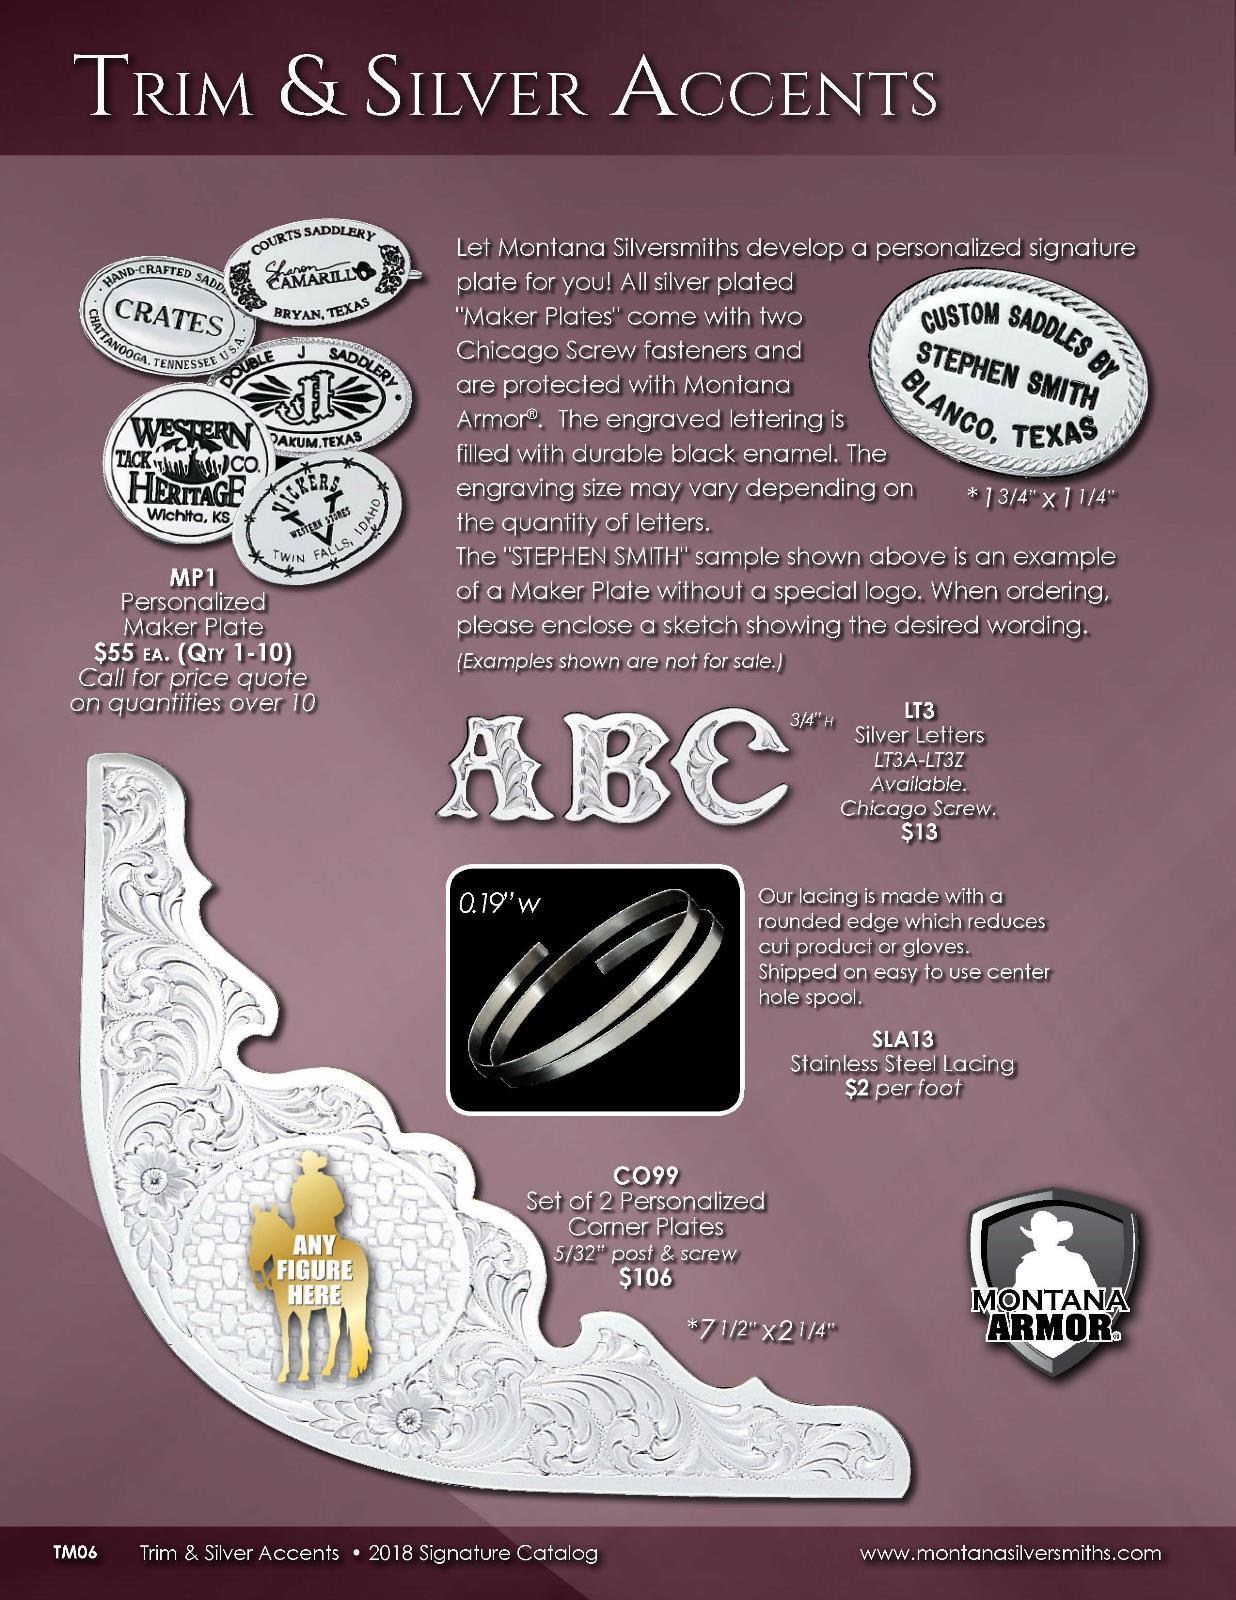 TRIM & SILVER ACCENTS
COURTS SADDLERY
Sharon
CAMARILLO
BRYAN, TEXAS
HAND-CRAFTED SADD
CRATES
CHATTANOOGA, TENNESSEE U.S.A.
DOUBLE J SADDLERY
JJ
OAKUM, TEXAS
WESTERN
TACK CO.
HERITAGE
Wichita, KS
VICKERS
V
WESTERN STORES
TWIN FALLS, IDAHO
MP1
Personalized
Maker Plate
$55 EA. (QTY 1-10)
Call for price quote
on quantities over 10
Let Montana Silversmiths develop a personalized signature
plate for you! All silver plated
"Maker Plates" come with two
Chicago Screw fasteners and
are protected with Montana
Armor®. The engraved lettering is
filled with durable black enamel. The
engraving size may vary depending on
the quantity of letters.
The "STEPHEN SMITH" sample shown above is an example
of a Maker Plate without a special logo. When ordering,
please enclose a sketch showing the desired wording.
(Examples shown are not for sale.)
CUSTOM SADDLES BY
STEPHEN SMITH
BLANCO, TEXAS
*1 3/4" x 1 1/4"
ABC
3/4" H
LT3
Silver Letters
LT3A-LT3Z
Available.
Chicago Screw.
$13
0.19" W
Our lacing is made with a
rounded edge which reduces
cut product or gloves.
Shipped on easy to use center
hole spool.
SLA13
Stainless Steel Lacing
$2 per foot
ANY
FIGURE
HERE
CO99
Set of 2 Personalized
Corner Plates
5/32" post & screw
$106
*7 1/2" x 2 1/4"
MONTANA
ARMOR®
TM06 Trim & Silver Accents • 2018 Signature Catalog
www.montanasilversmiths.com